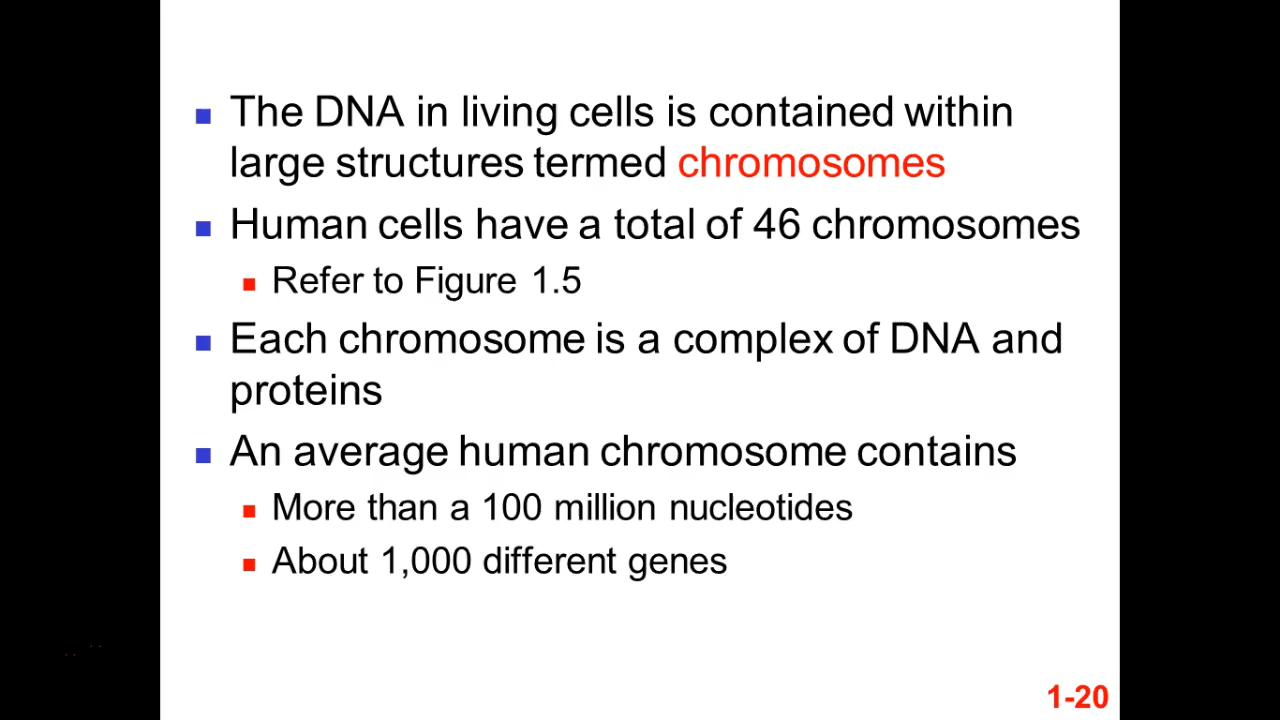 The DNA in living cells is contained within
large structures termed chromosomes
Human cells have a total of 46 chromosomes
Refer to Figure 1.5
Each chromosome is a complex of DNA and
proteins
An average human chromosome contains
More than a 100 million nucleotides
About 1,000 different genes
1-20